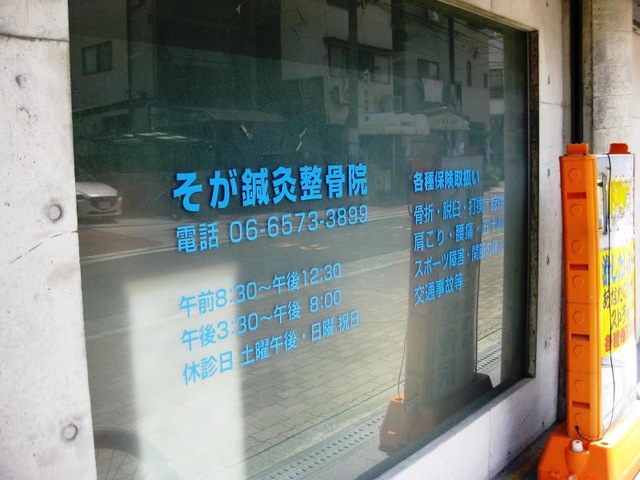 そが鍼灸整骨院
電話 06-6573-3899
午前8:30～午後12:30
午後3:30～午後 8:00
休診日 土曜午後・日曜 祝日
各種保険取扱い
骨折・脱臼・打撲・
肩こり・腰痛・
スポーツ障害・関節
交通事故等